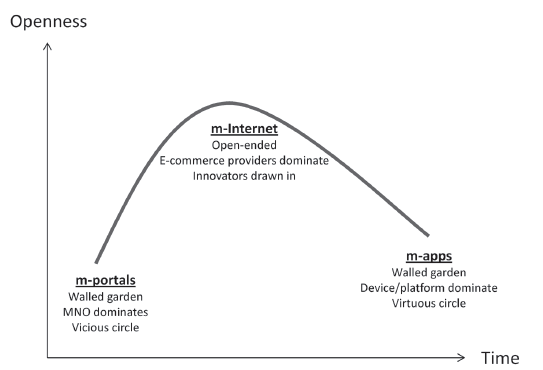 Openness
m-Internet
Open-ended
E-commerce providers dominate
Innovators drawn in
m-portals
Walled garden
MNO dominates
Vicious circle
m-apps
Walled garden
Device/platform dominate
Virtuous circle
Time